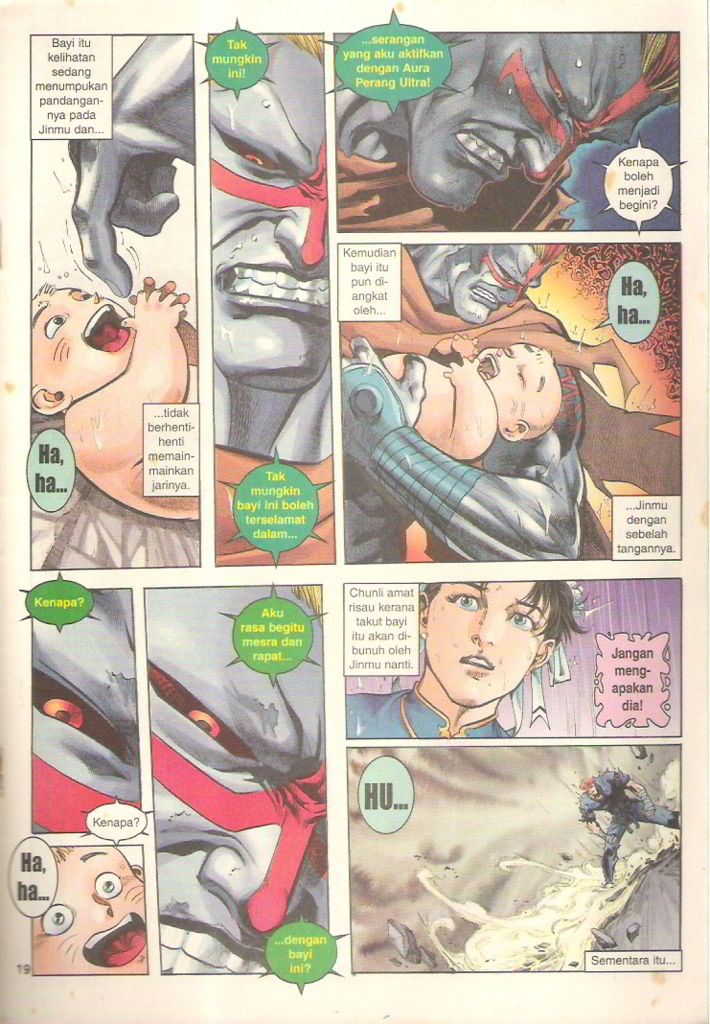 Bayi itu
kelihatan
sedang
menumpukan
pandangan-
nya pada
Jinmu dan...
...tidak
berhenti-
henti
memain-
mainkan
jarinya.
Ha,
ha...
Tak
mungkin
ini!
Tak
mungkin
bayi ini boleh
terselamat
dalam...
...serangan
yang aku aktifkan
dengan Aura
Perang Ultra!
Kenapa
boleh
menjadi
begini?
Kemudian
bayi itu
pun di-
angkat
oleh...
Ha,
ha...
...Jinmu
dengan
sebelah
tangannya.
Kenapa?
Kenapa?
Ha,
ha...
Aku
rasa begitu
mesra dan
rapat...
...dengan
bayi
ini?
Chunli amat
risau kerana
takut bayi
itu akan di-
bunuh oleh
Jinmu nanti.
Jangan
meng-
apakan
dia!
HU...
Sementara itu...
19